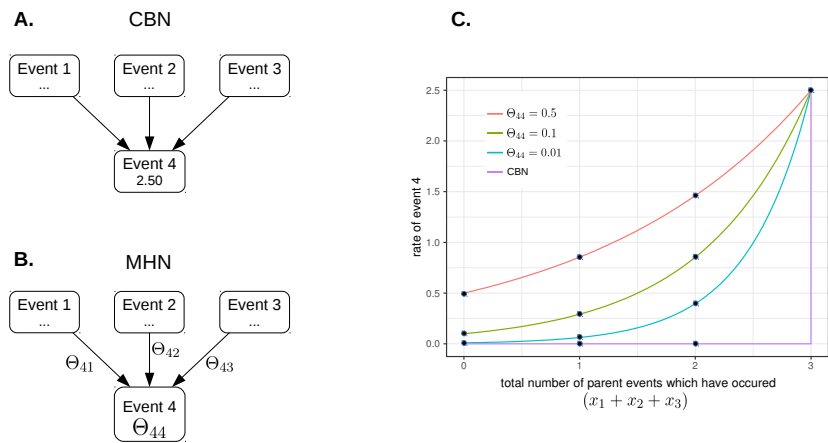 A. CBN
Event 1
...
Event 2
...
Event 3
...
Event 4
2.50
B. MHN
Event 1
...
Event 2
...
Event 3
...
Θ₄₁
Θ₄₂
Θ₄₃
Event 4
Θ₄₄
C.
rate of event 4
2.5
2.0
1.5
1.0
0.5
0.0
Θ₄₄ = 0.5
Θ₄₄ = 0.1
Θ₄₄ = 0.01
CBN
0 1 2 3
total number of parent events which have occured
(x₁ + x₂ + x₃)